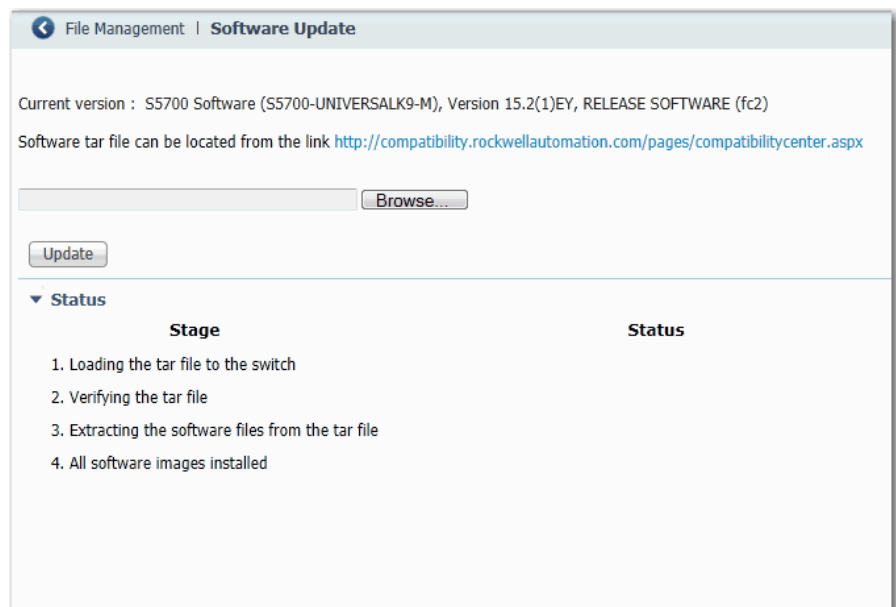 File Management | Software Update
Current version : S5700 Software (S5700-UNIVERSALK9-M), Version 15.2(1)EY, RELEASE SOFTWARE (fc2)
Software tar file can be located from the link http://compatibility.rockwellautomation.com/pages/compatibilitycenter.aspx
Browse...
Update
Status
Stage Status
1. Loading the tar file to the switch
2. Verifying the tar file
3. Extracting the software files from the tar file
4. All software images installed